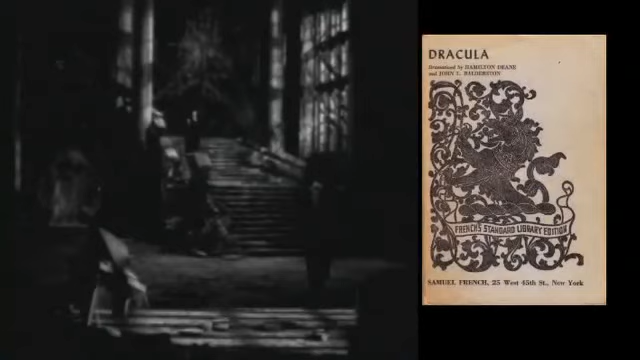 DRACULA
Dramatized by HAMILTON DEANE
and JOHN L. BALDERSTON
FRENCH'S STANDARD LIBRARY EDITION
SAMUEL FRENCH, 25 West 45th St., New York